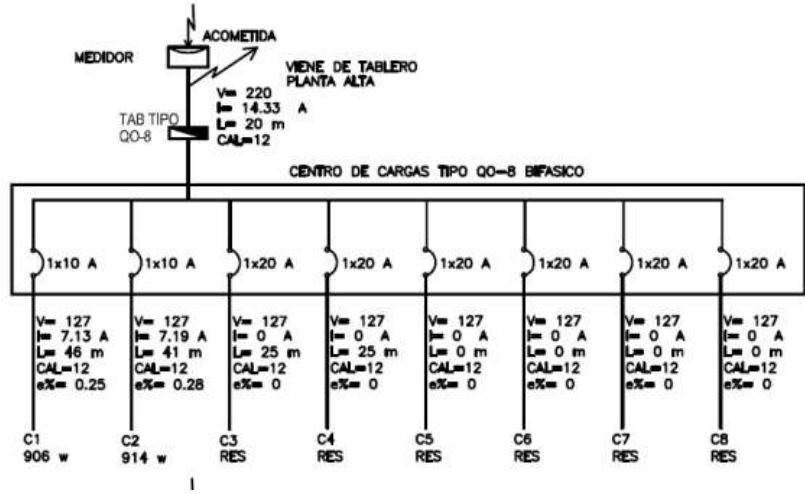 ACOMETIDA
MEDIDOR
VIENE DE TABLERO
PLANTA ALTA
V= 220
I= 14.33 A
L= 20 m
CAL=12
TAB TIPO
QO-8
CENTRO DE CARGAS TIPO QO-8 BIFASICO
1x10 A
1x10 A
1x20 A
1x20 A
1x20 A
1x20 A
1x20 A
1x20 A
V= 127
I= 7.13 A
L= 46 m
CAL=12
e%= 0.25
V= 127
I= 7.19 A
L= 41 m
CAL=12
e%= 0.28
V= 127
I= 0 A
L= 25 m
CAL=12
e%= 0
V= 127
I= 0 A
L= 25 m
CAL=12
e%= 0
V= 127
I= 0 A
L= 0 m
CAL=12
e%= 0
V= 127
I= 0 A
L= 0 m
CAL=12
e%= 0
V= 127
I= 0 A
L= 0 m
CAL=12
e%= 0
V= 127
I= 0 A
L= 0 m
CAL=12
e%= 0
C1
906 w
C2
914 w
C3
RES
C4
RES
C5
RES
C6
RES
C7
RES
C8
RES